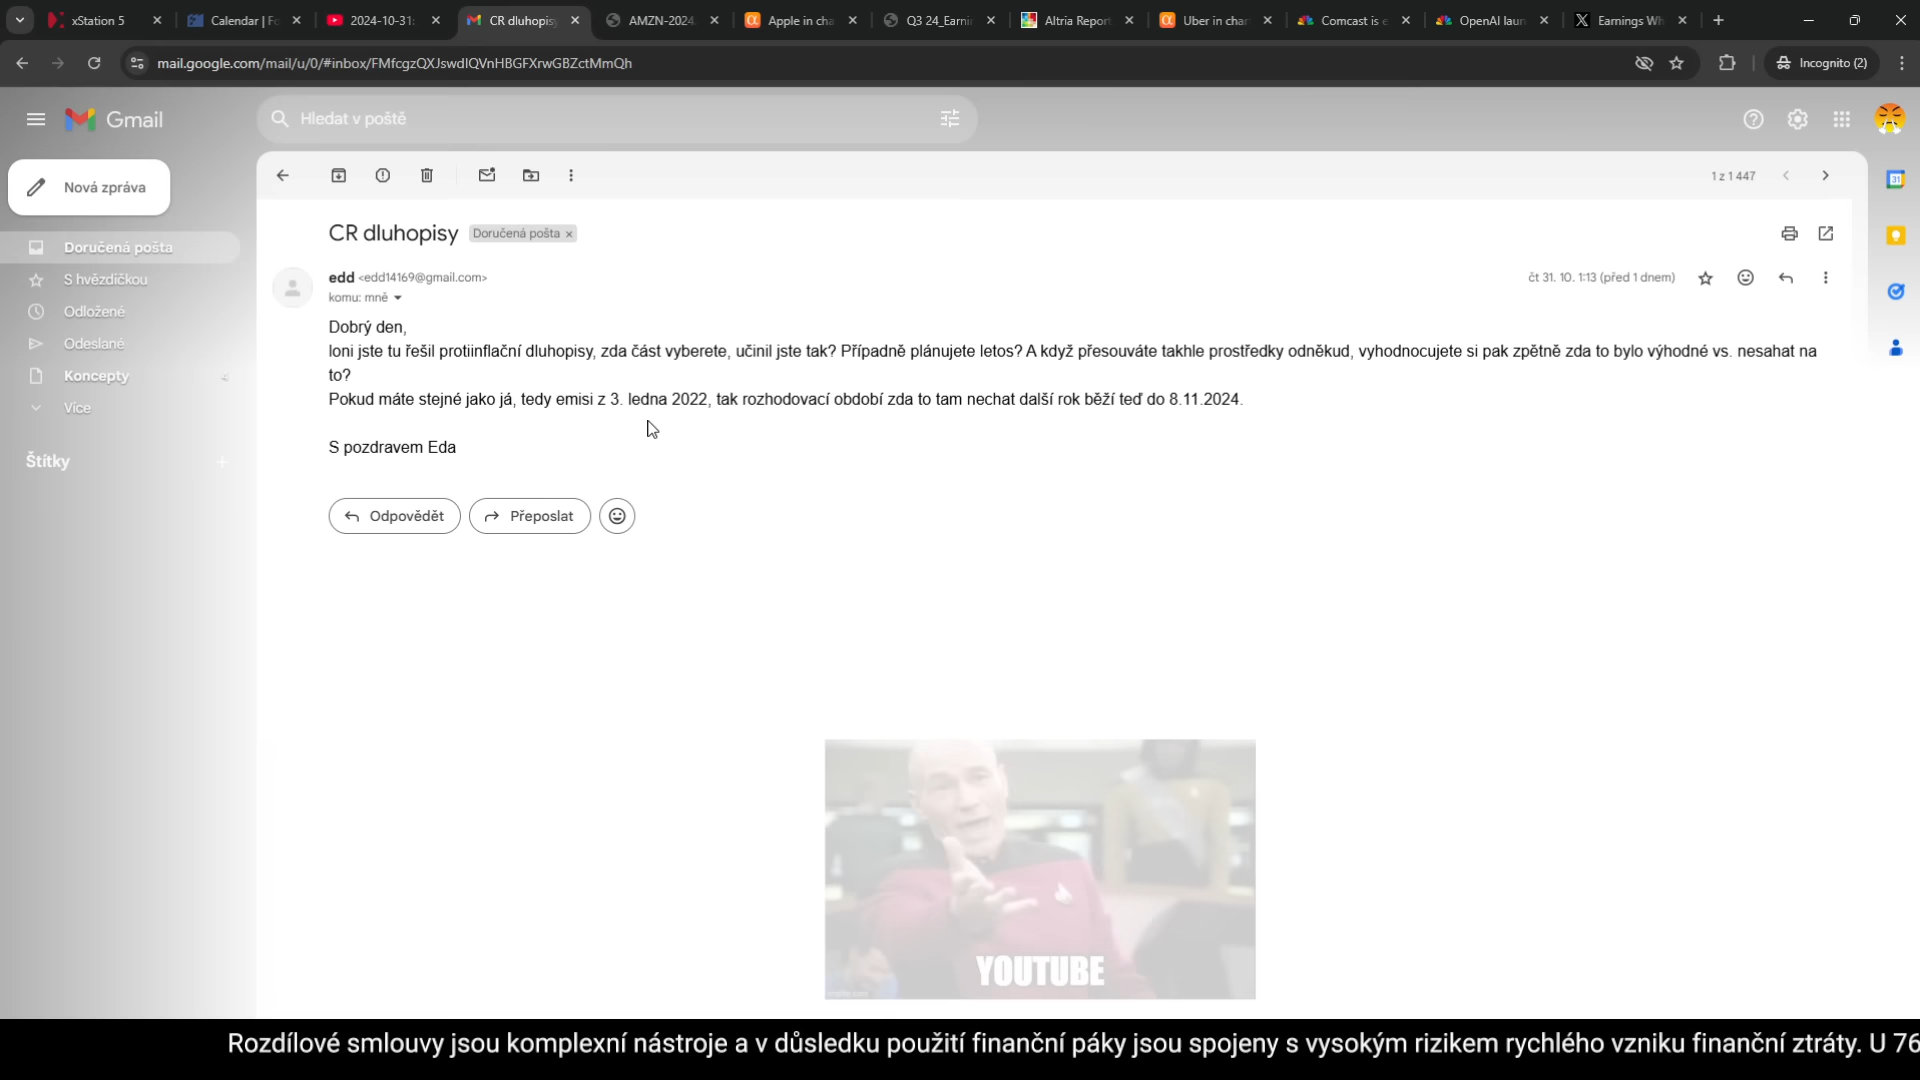 xStation 5
Calendar | Fo
2024-10-31:
CR dluhopis
AMZN-2024
Apple in cha
Q3 24_Earni
Altria Report
Uber in char
Comcast is e
OpenAI laun
Earnings Wh
mail.google.com/mail/u/0/#inbox/FMfcgzQXJswdIQVnHBGFXrwGBZctMmQh
Incognito (2)
Gmail
Hledat v poště
Nová zpráva
1 z 1 447
Doručená pošta
S hvězdičkou
Odložené
Odeslané
Koncepty
Více
Štítky
CR dluhopisy
Doručená pošta ×
edd <edd14169@gmail.com>
čt 31. 10. 1:13 (před 1 dnem)
komu: mně
Dobrý den,
loni jste tu řešil protiinflační dluhopisy, zda část vyberete, učinil jste tak? Případně plánujete letos? A když přesouváte takhle prostředky odněkud, vyhodnocujete si pak zpětně zda to bylo výhodné vs. nesahat na
to?
Pokud máte stejné jako já, tedy emisi z 3. ledna 2022, tak rozhodovací období zda to tam nechat další rok běží teď do 8.11.2024.
S pozdravem Eda
Odpovědět
Přeposlat
YOUTUBE
Rozdílové smlouvy jsou komplexní nástroje a v důsledku použití finanční páky jsou spojeny s vysokým rizikem rychlého vzniku finanční ztráty. U 76